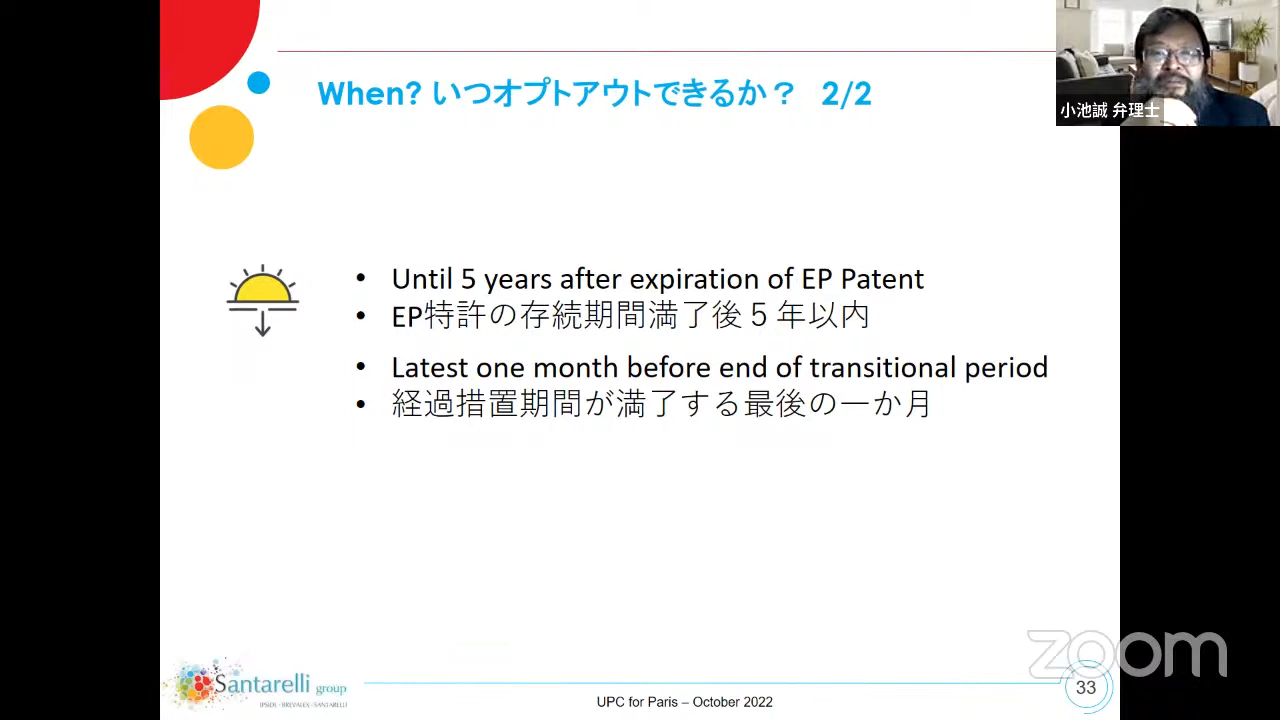 When? いつオプトアウトできるか？ 2/2
小池誠 弁理士
• Until 5 years after expiration of EP Patent
• EP特許の存続期間満了後５年以内
• Latest one month before end of transitional period
• 経過措置期間が満了する最後の一か月
zoom
Santarelli group
IPSIDE - BREVALEX - SANTARELLI
UPC for Paris – October 2022
33